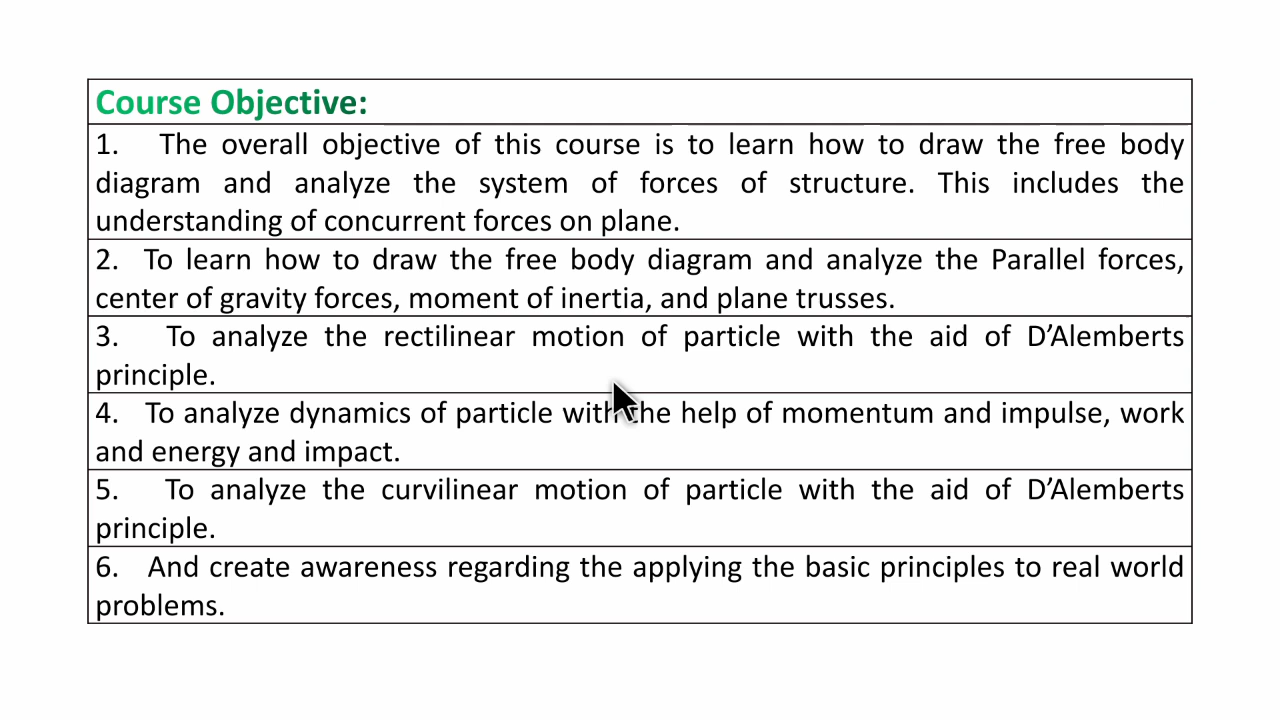 Course Objective:
1. The overall objective of this course is to learn how to draw the free body
diagram and analyze the system of forces of structure. This includes the
understanding of concurrent forces on plane.
2. To learn how to draw the free body diagram and analyze the Parallel forces,
center of gravity forces, moment of inertia, and plane trusses.
3. To analyze the rectilinear motion of particle with the aid of D’Alemberts
principle.
4. To analyze dynamics of particle with the help of momentum and impulse, work
and energy and impact.
5. To analyze the curvilinear motion of particle with the aid of D’Alemberts
principle.
6. And create awareness regarding the applying the basic principles to real world
problems.